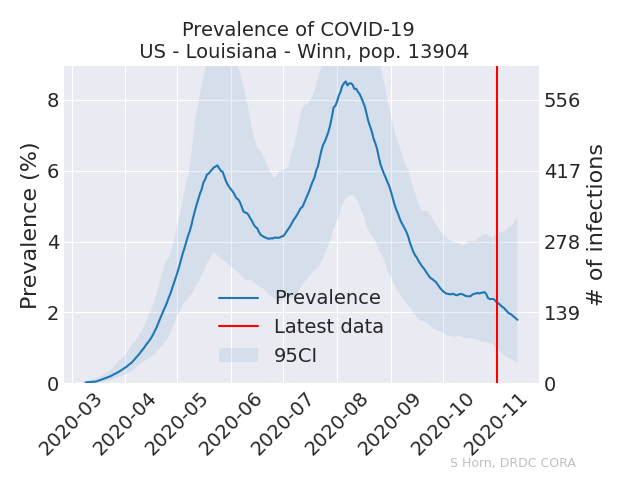 Prevalence of COVID-19
US - Louisiana - Winn, pop. 13904
Prevalence (%)
8
6
4
2
0
556
417
278
139
0
# of infections
Prevalence
Latest data
95CI
2020-03
2020-04
2020-05
2020-06
2020-07
2020-08
2020-09
2020-10
2020-11
S Horn, DRDC CORA